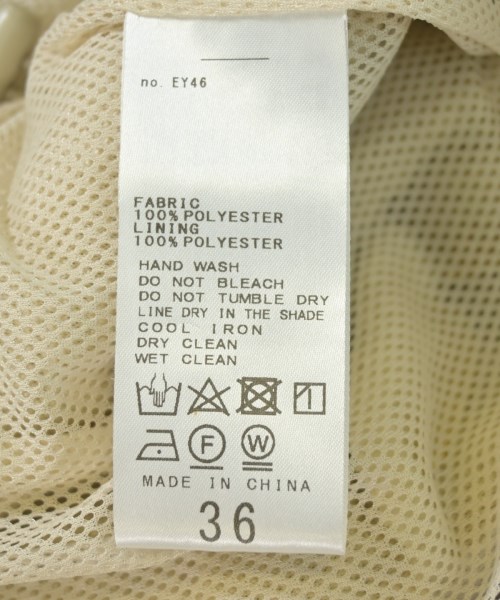 no. EY46
FABRIC
100% POLYESTER
LINING
100% POLYESTER
HAND WASH
DO NOT BLEACH
DO NOT TUMBLE DRY
LINE DRY IN THE SHADE
COOL IRON
DRY CLEAN
WET CLEAN
F W
MADE IN CHINA
36